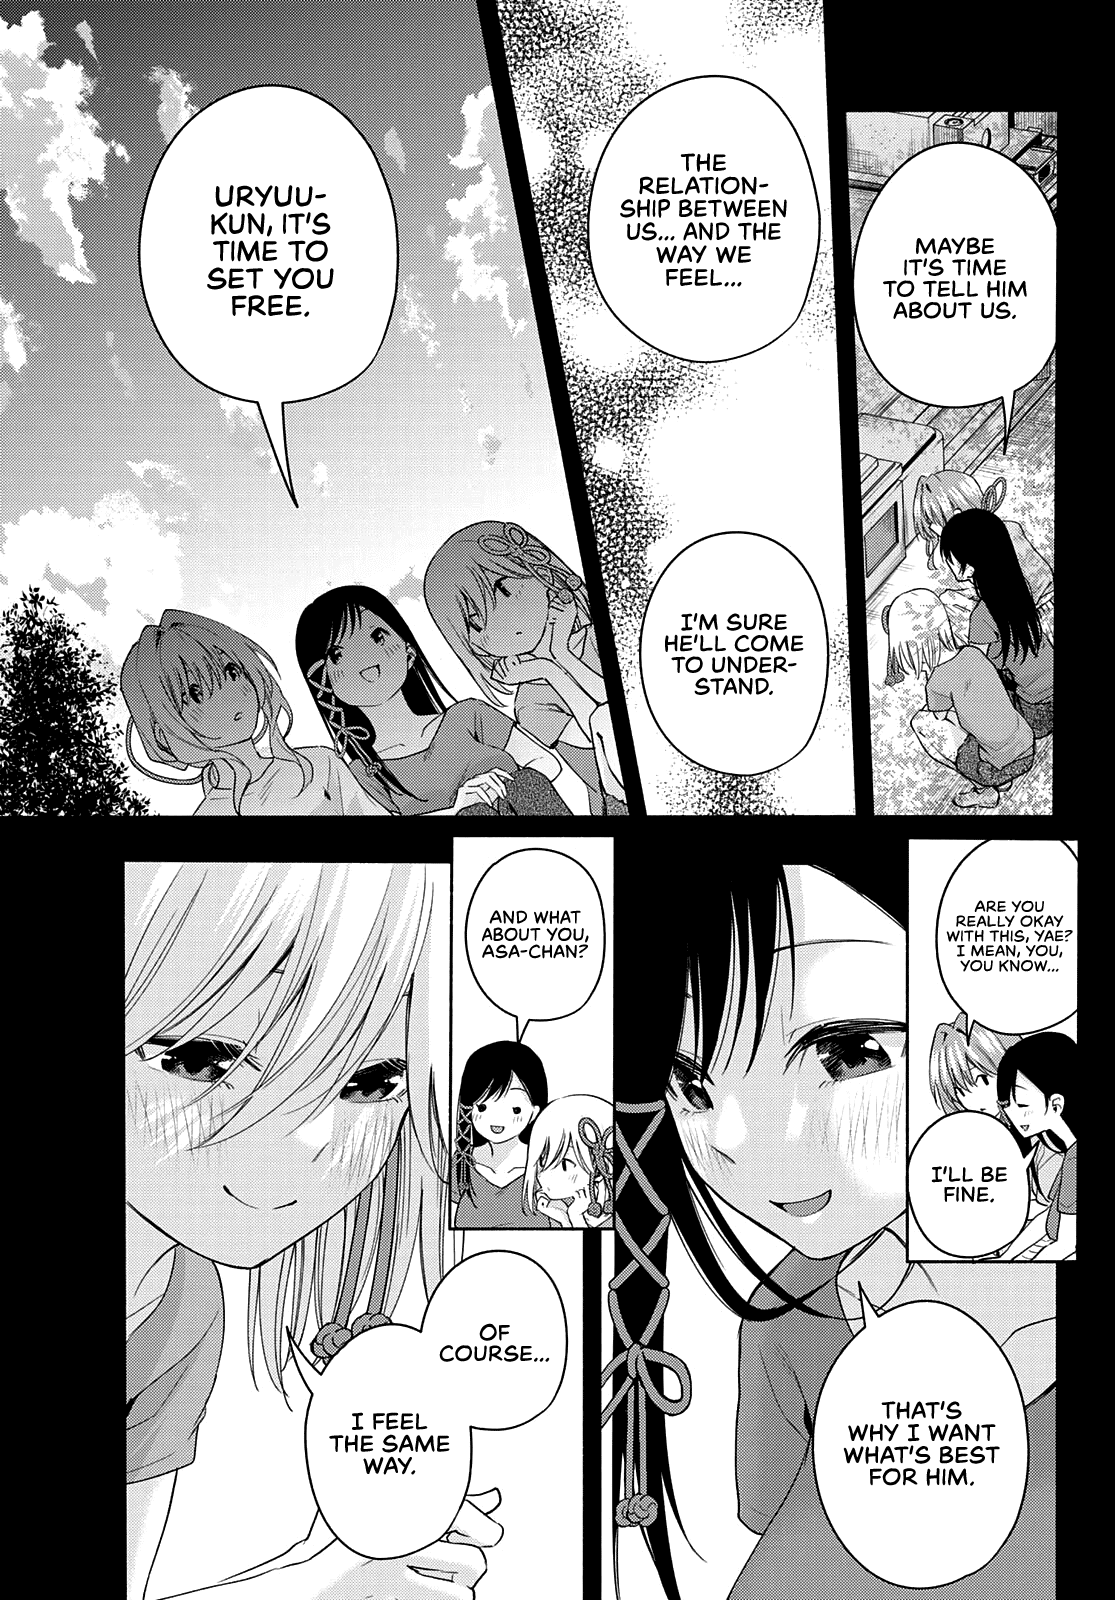 MAYBE
IT'S TIME
TO TELL HIM
ABOUT US.
THE
RELATION-
SHIP BETWEEN
US... AND THE
WAY WE
FEEL...
I'M SURE
HE'LL COME
TO UNDER-
STAND.
URYUU-
KUN, IT'S
TIME TO
SET YOU
FREE.
ARE YOU
REALLY OKAY
WITH THIS, YAE?
I MEAN, YOU,
YOU KNOW...
I'LL BE
FINE.
THAT'S
WHY I WANT
WHAT'S BEST
FOR HIM.
AND WHAT
ABOUT YOU,
ASA-CHAN?
OF
COURSE...
I FEEL
THE SAME
WAY.